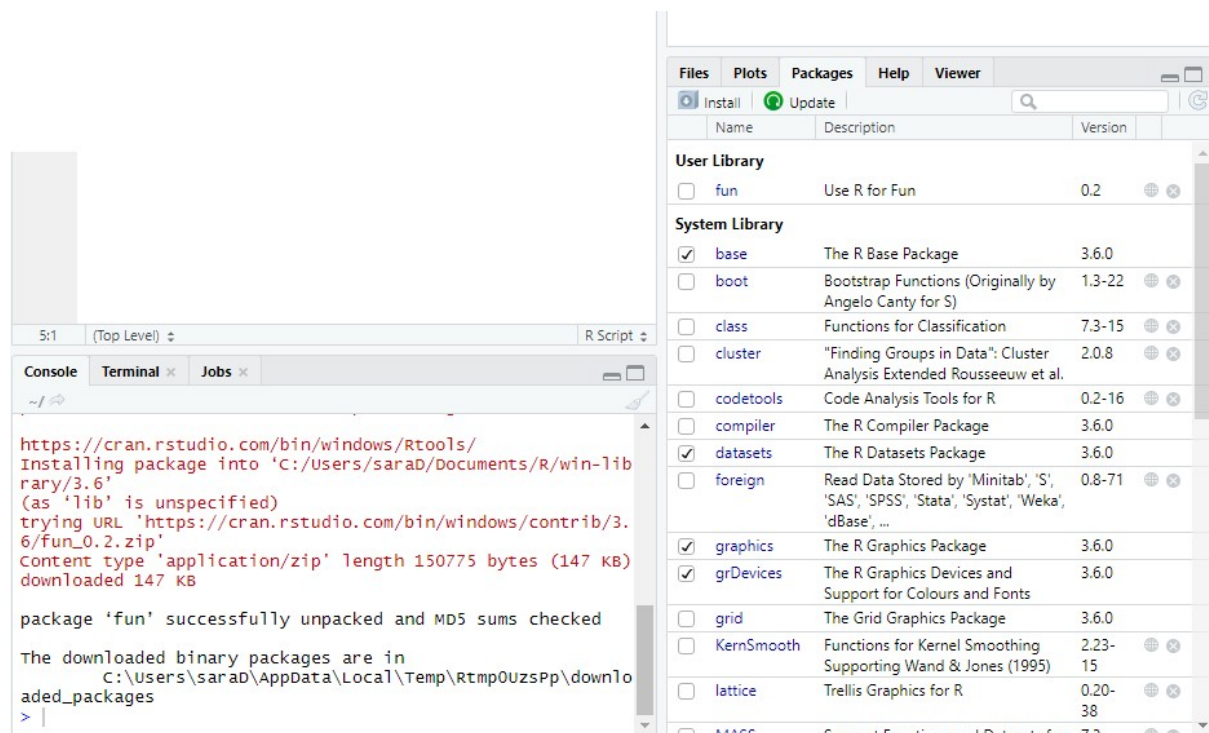 5:1 (Top Level) R Script
Console Terminal Jobs
~/
https://cran.rstudio.com/bin/windows/Rtools/
Installing package into ‘C:/Users/saraD/Documents/R/win-lib
rary/3.6’
(as ‘lib’ is unspecified)
trying URL 'https://cran.rstudio.com/bin/windows/contrib/3.
6/fun_0.2.zip'
Content type 'application/zip' length 150775 bytes (147 KB)
downloaded 147 KB
package ‘fun’ successfully unpacked and MD5 sums checked
The downloaded binary packages are in
C:\Users\saraD\AppData\Local\Temp\RtmpOUzsPp\downlo
aded_packages
>
Files Plots Packages Help Viewer
Install Update
Name Description Version
User Library
fun Use R for Fun 0.2
System Library
base The R Base Package 3.6.0
boot Bootstrap Functions (Originally by 1.3-22
Angelo Canty for S)
class Functions for Classification 7.3-15
cluster "Finding Groups in Data": Cluster 2.0.8
Analysis Extended Rousseeuw et al.
codetools Code Analysis Tools for R 0.2-16
compiler The R Compiler Package 3.6.0
datasets The R Datasets Package 3.6.0
foreign Read Data Stored by 'Minitab', 'S', 0.8-71
'SAS', 'SPSS', 'Stata', 'Systat', 'Weka',
'dBase', ...
graphics The R Graphics Package 3.6.0
grDevices The R Graphics Devices and 3.6.0
Support for Colours and Fonts
grid The Grid Graphics Package 3.6.0
KernSmooth Functions for Kernel Smoothing 2.23-
Supporting Wand & Jones (1995) 15
lattice Trellis Graphics for R 0.20-
38